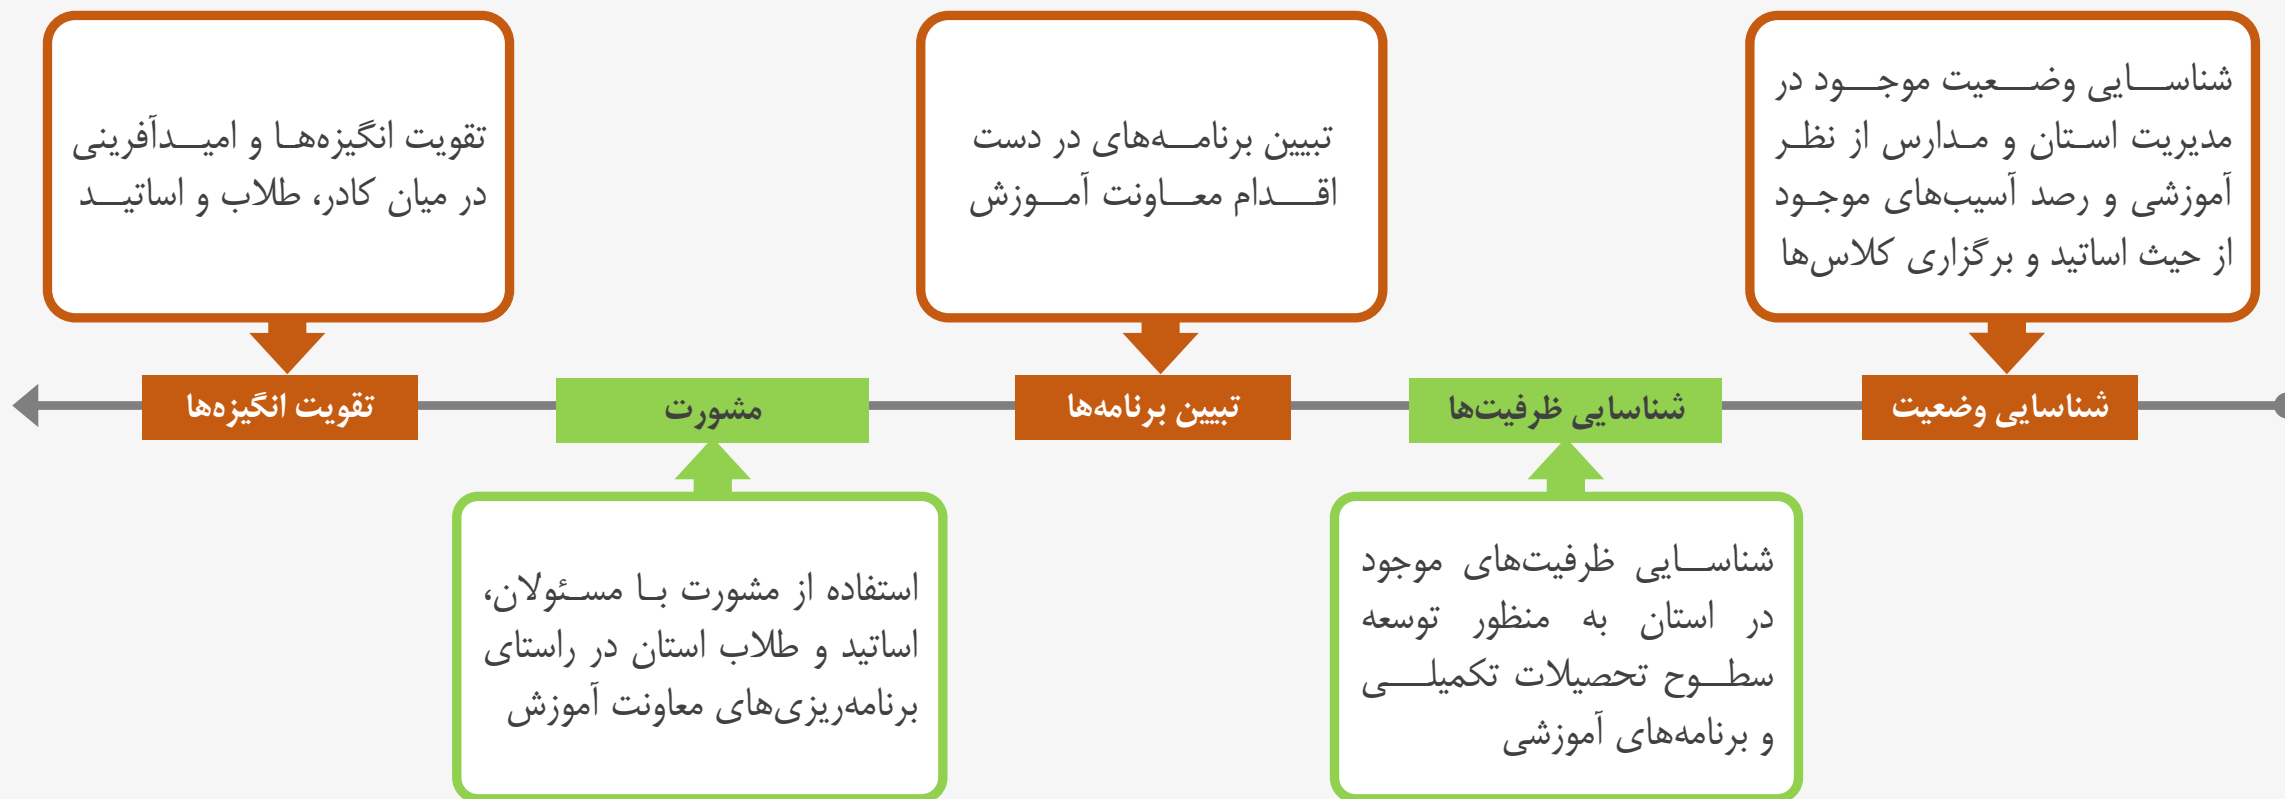 شناسایی وضعیت موجود در
مدیریت استان و مدارس از نظر
آموزشی و رصد آسیب‌های موجود
از حیث اساتید و برگزاری کلاس‌ها
تبیین برنامه‌های در دست
اقدام معاونت آموزش
تقویت انگیزه‌ها و امیدآفرینی
در میان کادر، طلاب و اساتید
شناسایی وضعیت
شناسایی ظرفیت‌ها
تبیین برنامه‌ها
مشورت
تقویت انگیزه‌ها
شناسایی ظرفیت‌های موجود
در استان به منظور توسعه
سطوح تحصیلات تکمیلی
و برنامه‌های آموزشی
استفاده از مشورت با مسئولان،
اساتید و طلاب استان در راستای
برنامه‌ریزی‌های معاونت آموزش